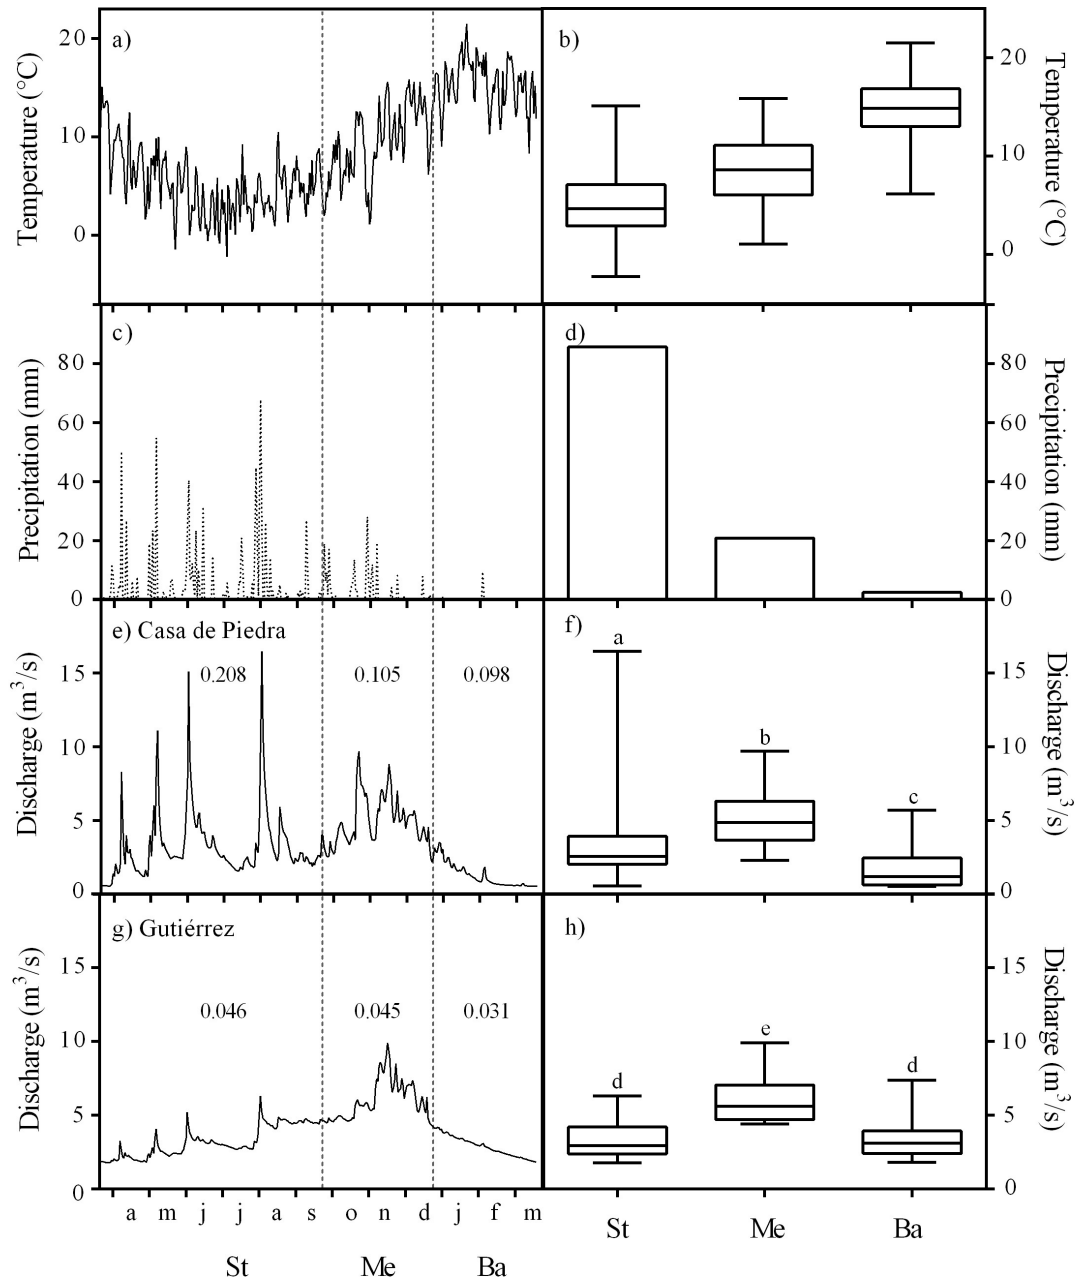 a)
b)
20
10
0
Temperature (°C)
20
10
0
Temperature (°C)
c)
d)
80
60
40
20
0
Precipitation (mm)
80
60
40
20
0
Precipitation (mm)
e) Casa de Piedra
0.208 0.105 0.098
15
10
5
0
Discharge (m³/s)
f)
a
b
c
15
10
5
0
Discharge (m³/s)
g) Gutiérrez
0.046 0.045 0.031
15
10
5
0
Discharge (m³/s)
h)
d
e
d
15
10
5
0
Discharge (m³/s)
a m j j a s o n d j f m
St Me Ba
St Me Ba